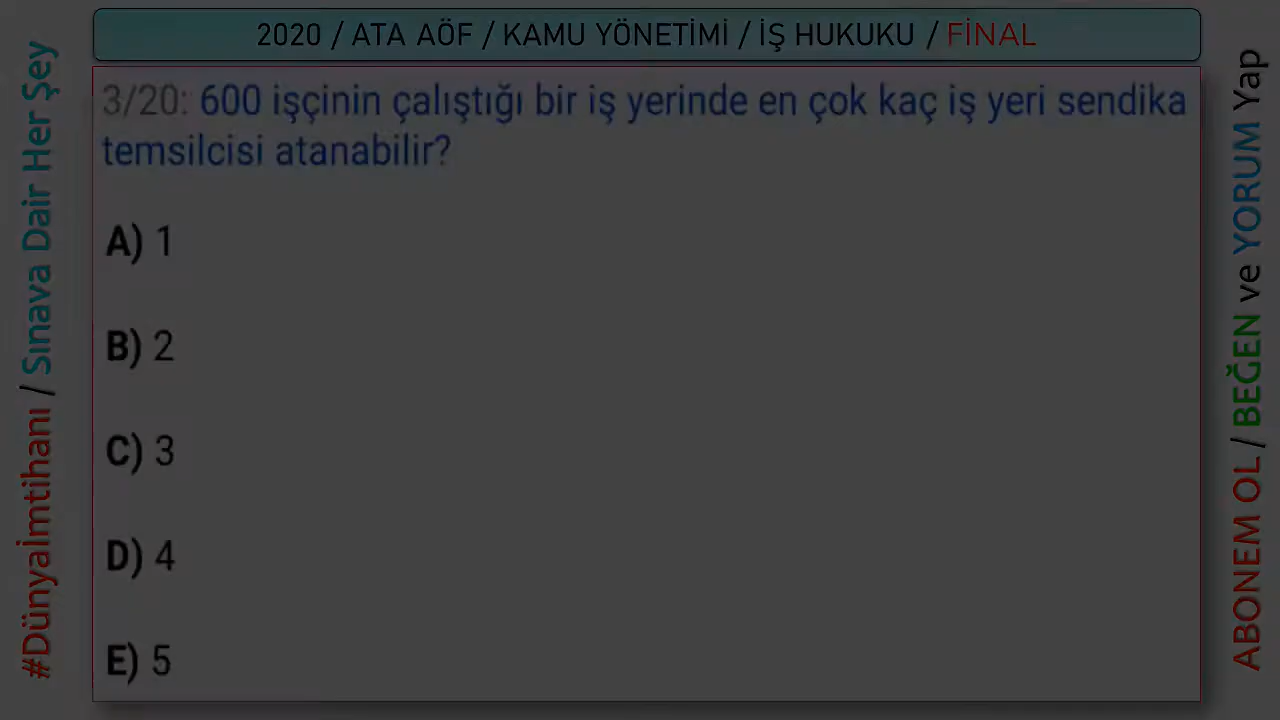 2020 / ATA AÖF / KAMU YÖNETİMİ / İŞ HUKUKU / FİNAL
3/20: 600 işçinin çalıştığı bir iş yerinde en çok kaç iş yeri sendika
temsilcisi atanabilir?
A) 1
B) 2
C) 3
D) 4
E) 5
#Dünyaİmtihanı / Sınava Dair Her Şey
ABONEM OL / BEĞEN ve YORUM Yap